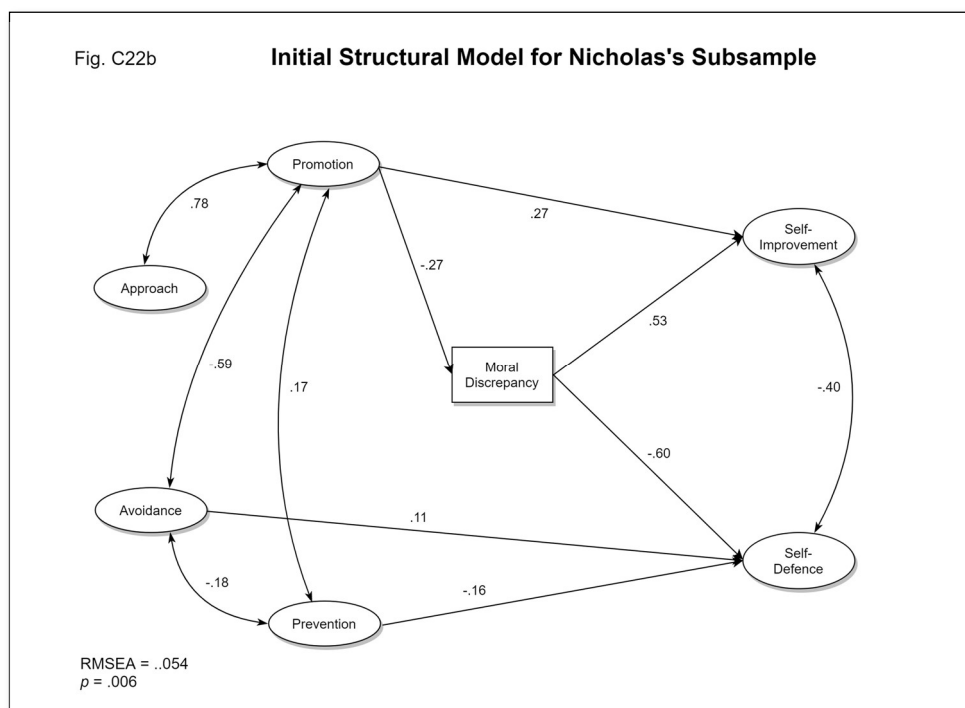 Fig. C22b
Initial Structural Model for Nicholas's Subsample
Promotion
.78
.27
Self-
Improvement
Approach
-.27
.53
Moral
Discrepancy
-.59
.17
-.40
-.60
Avoidance
.11
Self-
Defence
-.18
-.16
Prevention
RMSEA = ..054
p = .006